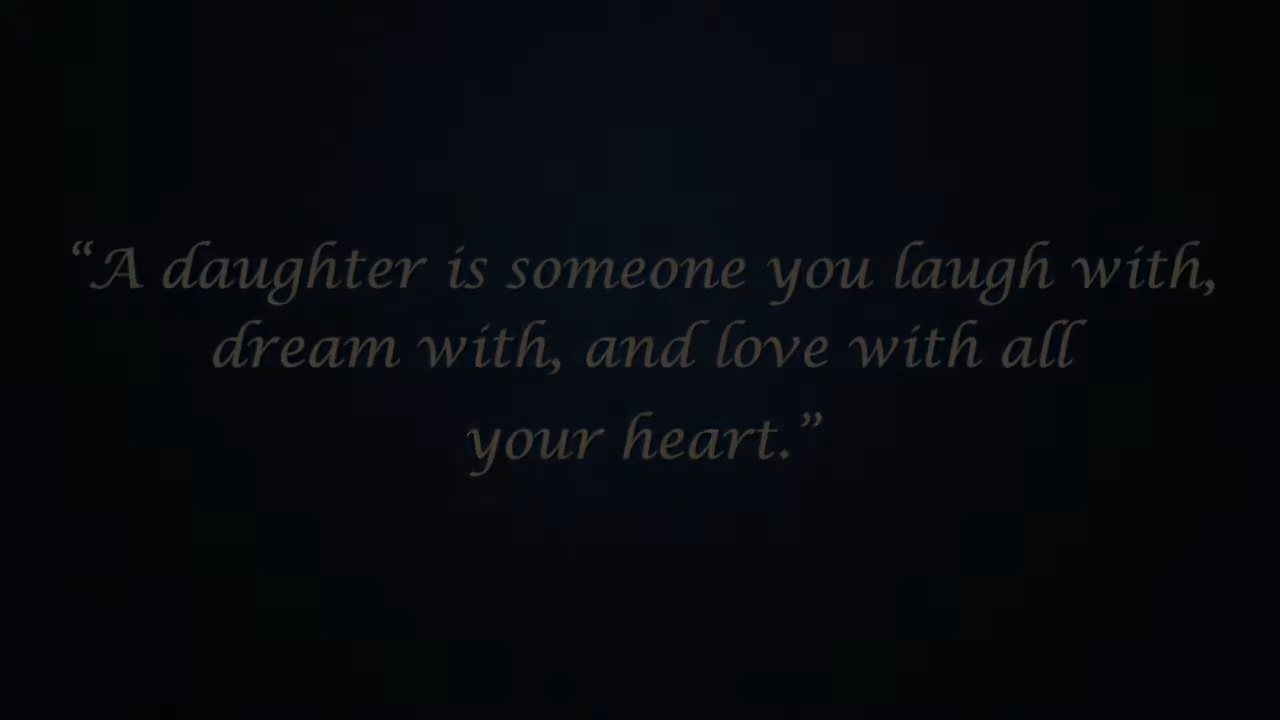 “A daughter is someone you laugh with,
dream with, and love with all
your heart.”